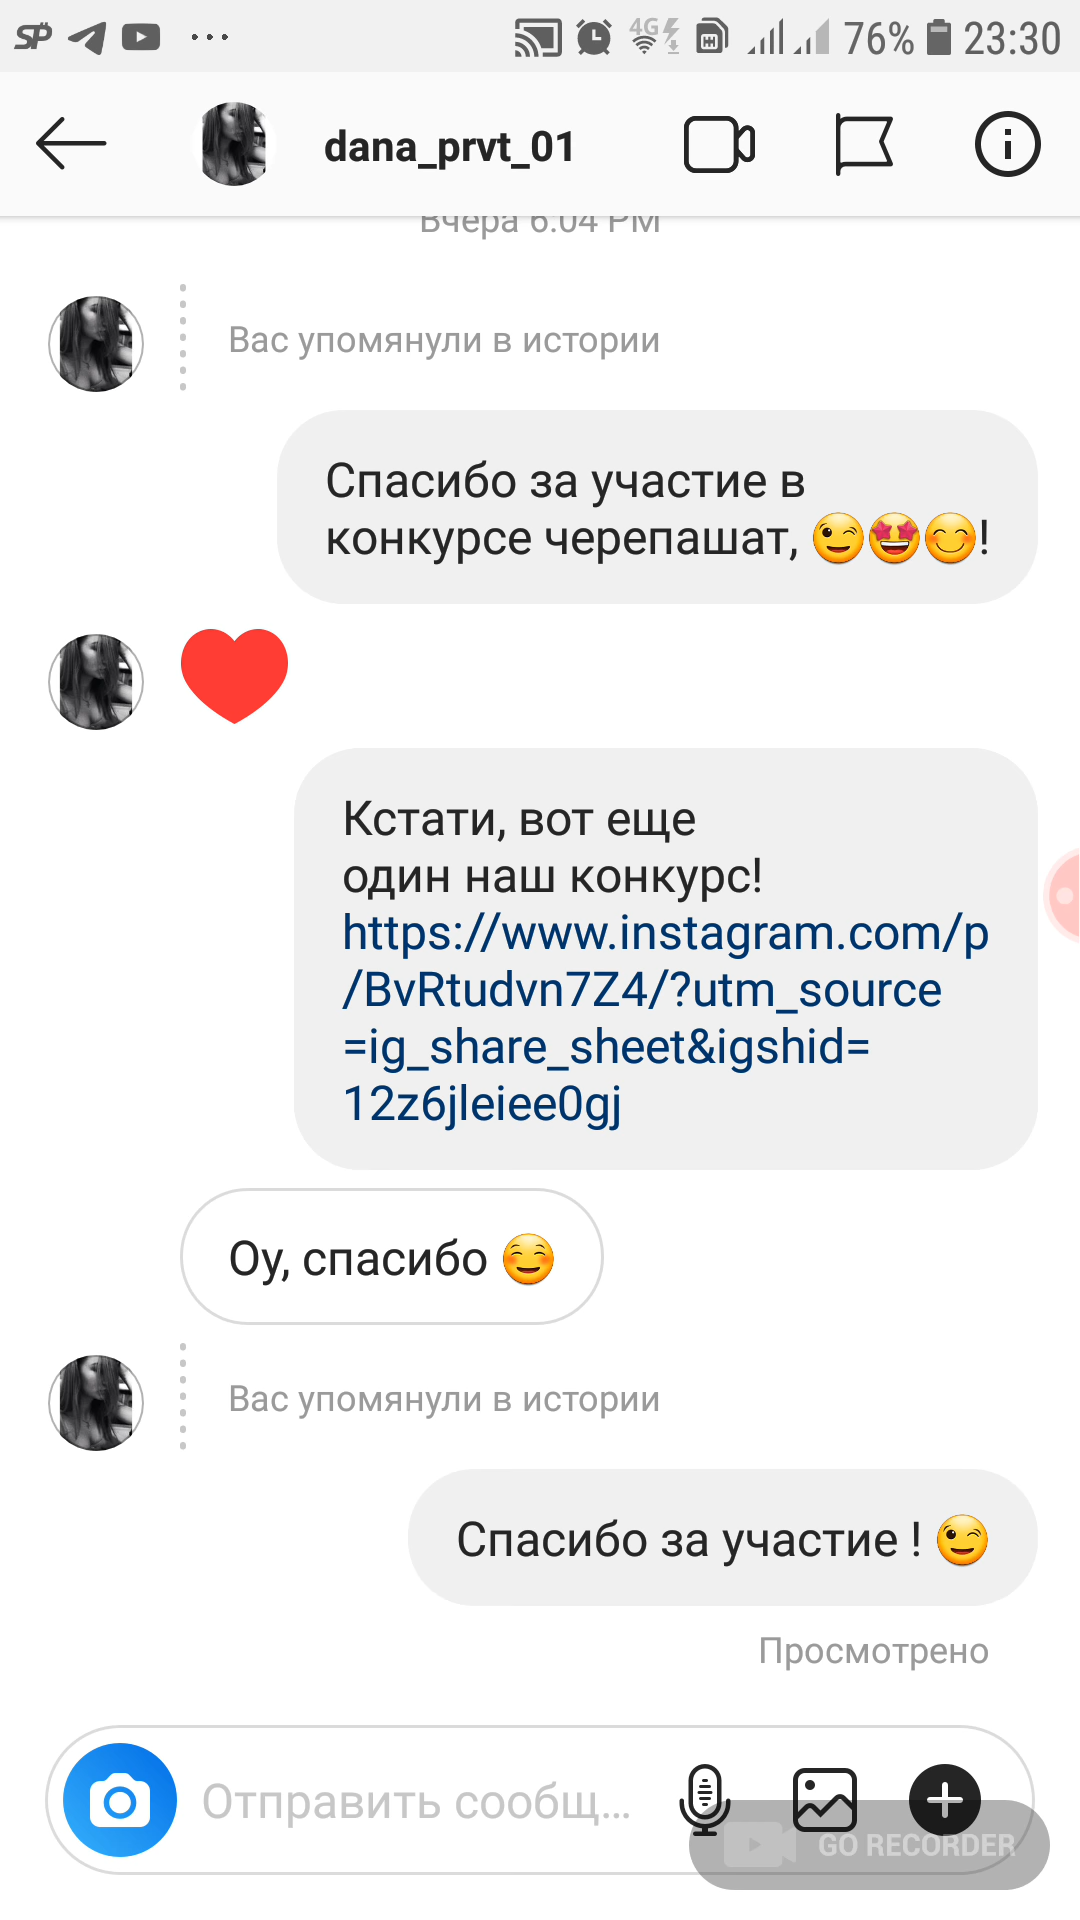 SP
4G
76%
23:30
dana_prvt_01
Вчера 6:04 PM
Вас упомянули в истории
Спасибо за участие в
конкурсе черепашат, 😉🤩😊!
Кстати, вот еще
один наш конкурс!
https://www.instagram.com/p
/BvRtudvn7Z4/?utm_source
=ig_share_sheet&igshid=
12z6jleiee0gj
Оу, спасибо ☺️
Вас упомянули в истории
Спасибо за участие ! 😉
Просмотрено
Отправить сообщ...
GO RECORDER